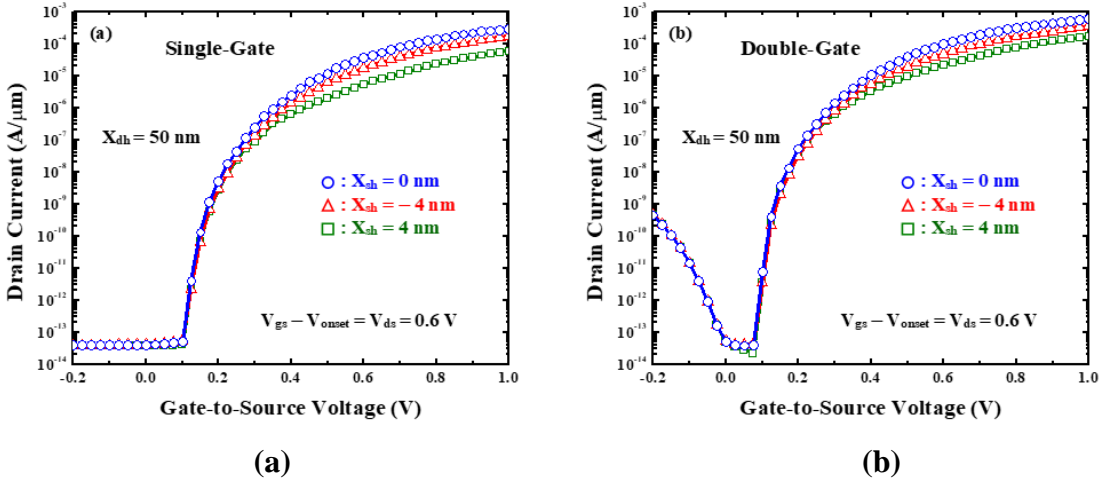 (a)
Single-Gate
X_dh = 50 nm
: X_sh = 0 nm
: X_sh = − 4 nm
: X_sh = 4 nm
V_gs − V_onset = V_ds = 0.6 V
Drain Current (A/μm)
10^-3
10^-4
10^-5
10^-6
10^-7
10^-8
10^-9
10^-10
10^-11
10^-12
10^-13
10^-14
-0.2 0.0 0.2 0.4 0.6 0.8 1.0
Gate-to-Source Voltage (V)
(a)
(b)
Double-Gate
X_dh = 50 nm
: X_sh = 0 nm
: X_sh = − 4 nm
: X_sh = 4 nm
V_gs − V_onset = V_ds = 0.6 V
Drain Current (A/μm)
10^-3
10^-4
10^-5
10^-6
10^-7
10^-8
10^-9
10^-10
10^-11
10^-12
10^-13
10^-14
-0.2 0.0 0.2 0.4 0.6 0.8 1.0
Gate-to-Source Voltage (V)
(b)